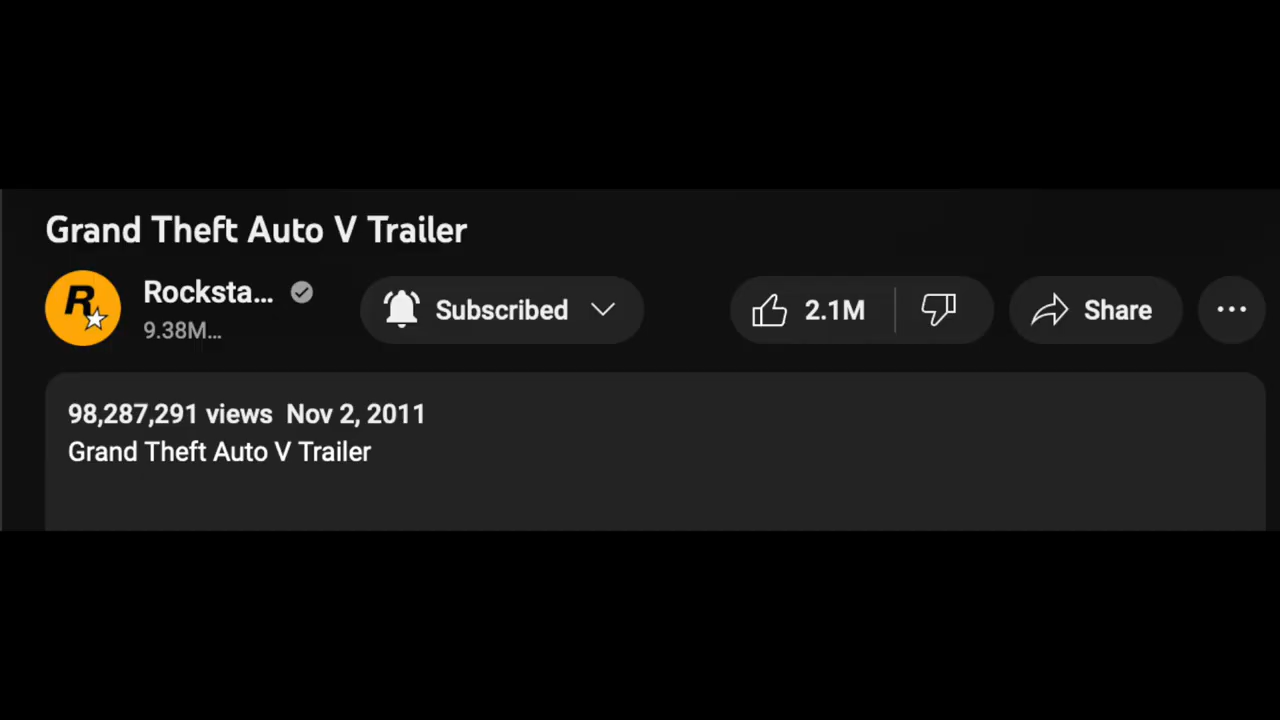 Grand Theft Auto V Trailer
R
Rocksta...
9.38M...
Subscribed
2.1M
Share
98,287,291 views Nov 2, 2011
Grand Theft Auto V Trailer